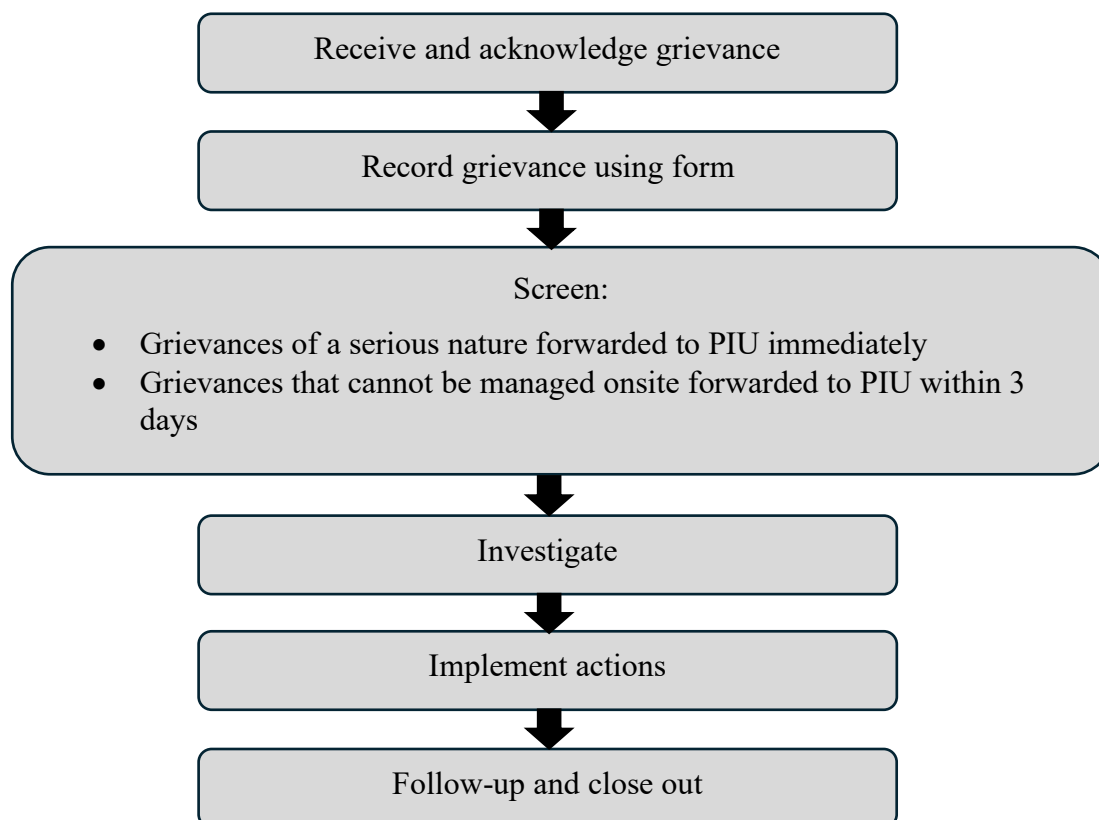 Receive and acknowledge grievance
Record grievance using form
Screen:
• Grievances of a serious nature forwarded to PIU immediately
• Grievances that cannot be managed onsite forwarded to PIU within 3
days
Investigate
Implement actions
Follow-up and close out